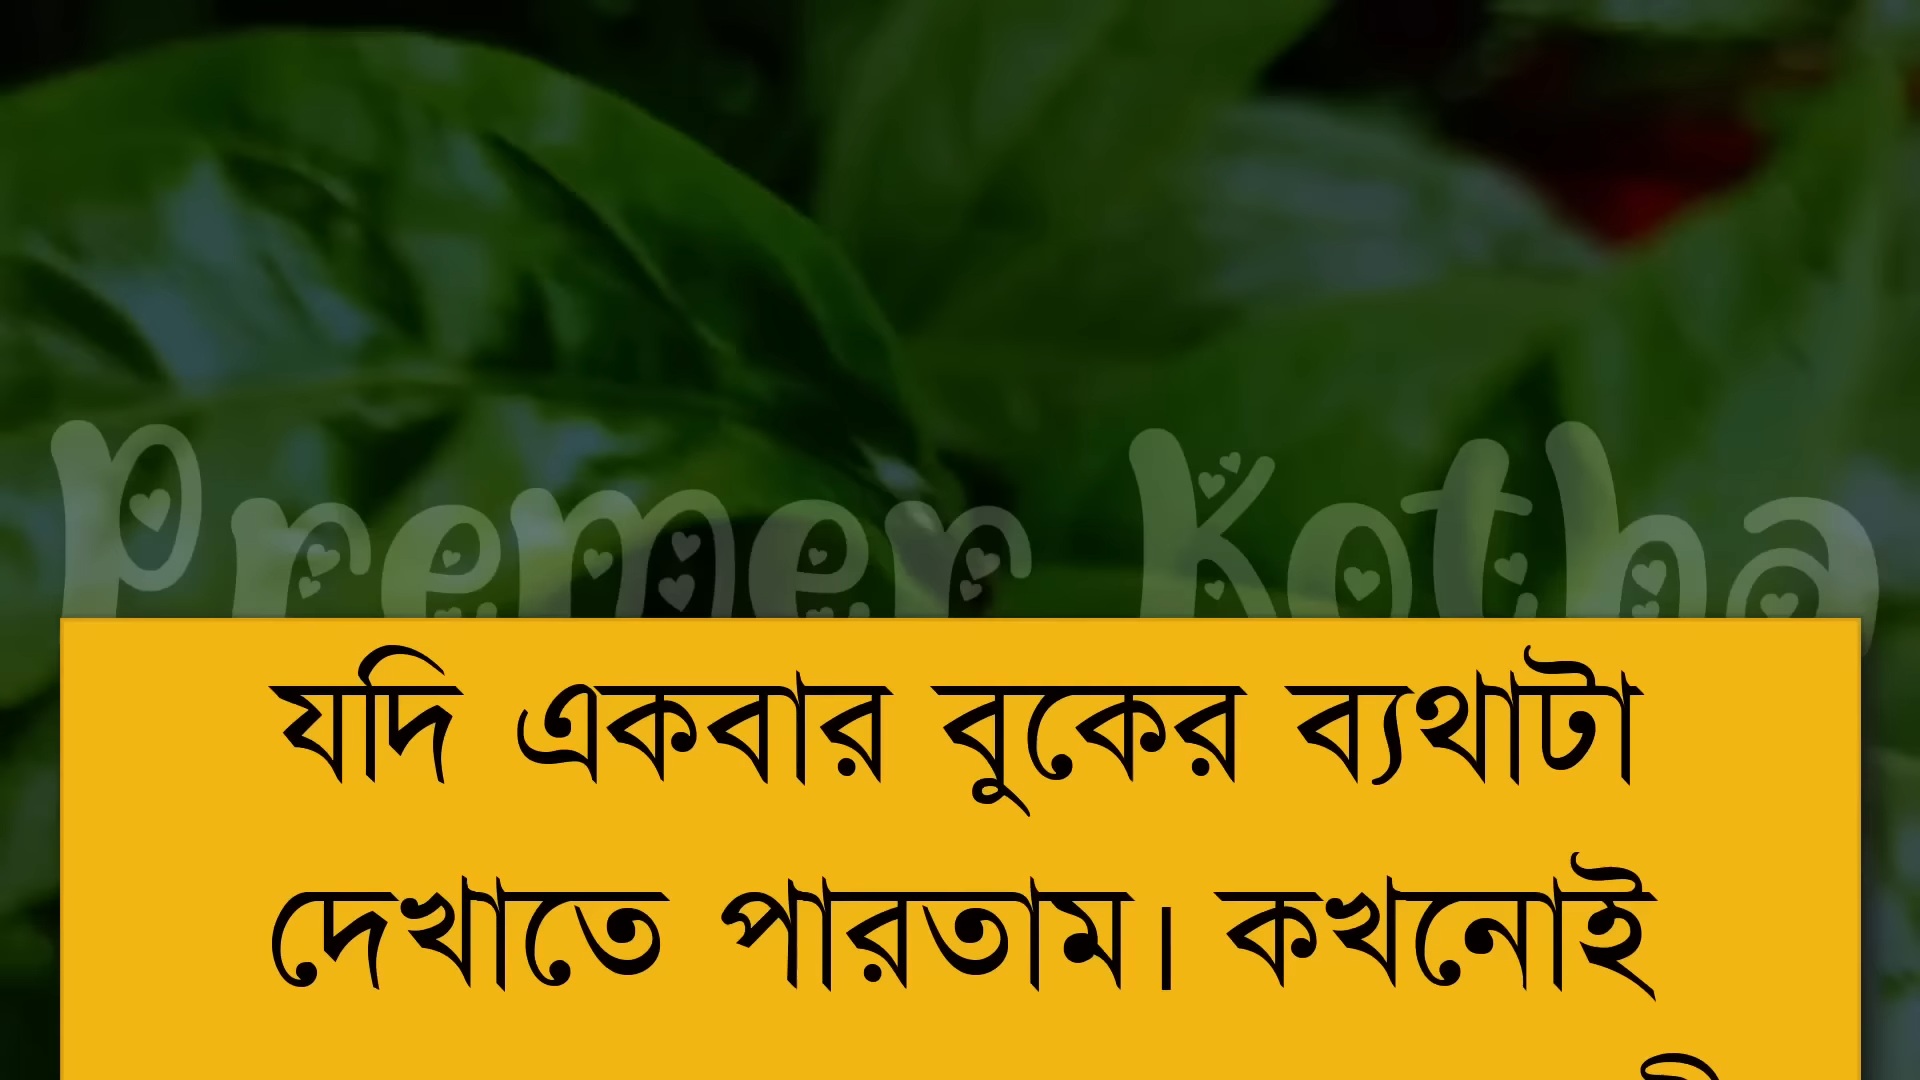 Premer Kotha
যদি একবার বুকের ব্যথাটা
দেখাতে পারতাম। কখনোই